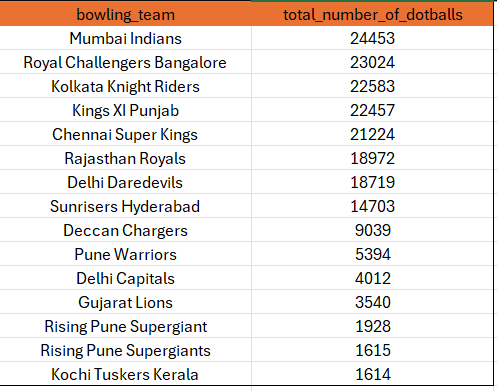 bowling_team total_number_of_dotballs
Mumbai Indians 24453
Royal Challengers Bangalore 23024
Kolkata Knight Riders 22583
Kings XI Punjab 22457
Chennai Super Kings 21224
Rajasthan Royals 18972
Delhi Daredevils 18719
Sunrisers Hyderabad 14703
Deccan Chargers 9039
Pune Warriors 5394
Delhi Capitals 4012
Gujarat Lions 3540
Rising Pune Supergiant 1928
Rising Pune Supergiants 1615
Kochi Tuskers Kerala 1614